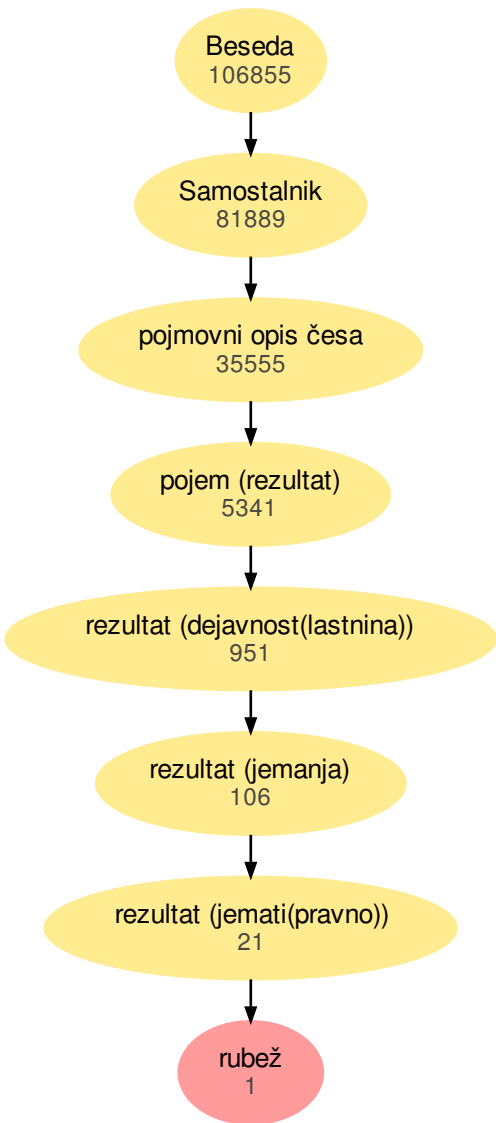 Beseda
106855
Samostalnik
81889
pojmovni opis česa
35555
pojem (rezultat)
5341
rezultat (dejavnost(lastnina))
951
rezultat (jemanja)
106
rezultat (jemati(pravno))
21
rubež
1